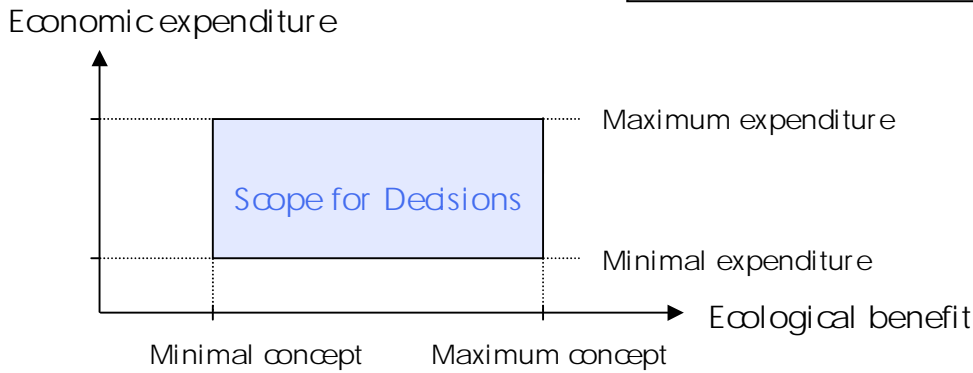 Economic expenditure
Maximum expenditure
Scope for Decisions
Minimal expenditure
Ecological benefit
Minimal concept
Maximum concept